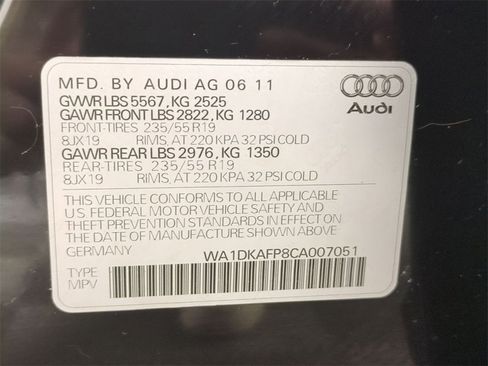 MFD. BY AUDI AG 06 11
GVWR LBS 5567, KG 2525
GAWR FRONT LBS 2822, KG 1280
FRONT-TIRES 235/55 R19
8JX19 RIMS, AT 220 KPA 32 PSI COLD
GAWR REAR LBS 2976, KG 1350
REAR-TIRES 235/55 R19
8JX19 RIMS, AT 220 KPA 32 PSI COLD
Audi
THIS VEHICLE CONFORMS TO ALL APPLICABLE
U.S. FEDERAL MOTOR VEHICLE SAFETY AND
THEFT PREVENTION STANDARDS IN EFFECT ON
THE DATE OF MANUFACTURE SHOWN ABOVE
GERMANY WA1DKAFP8CA007051
TYPE
MPV